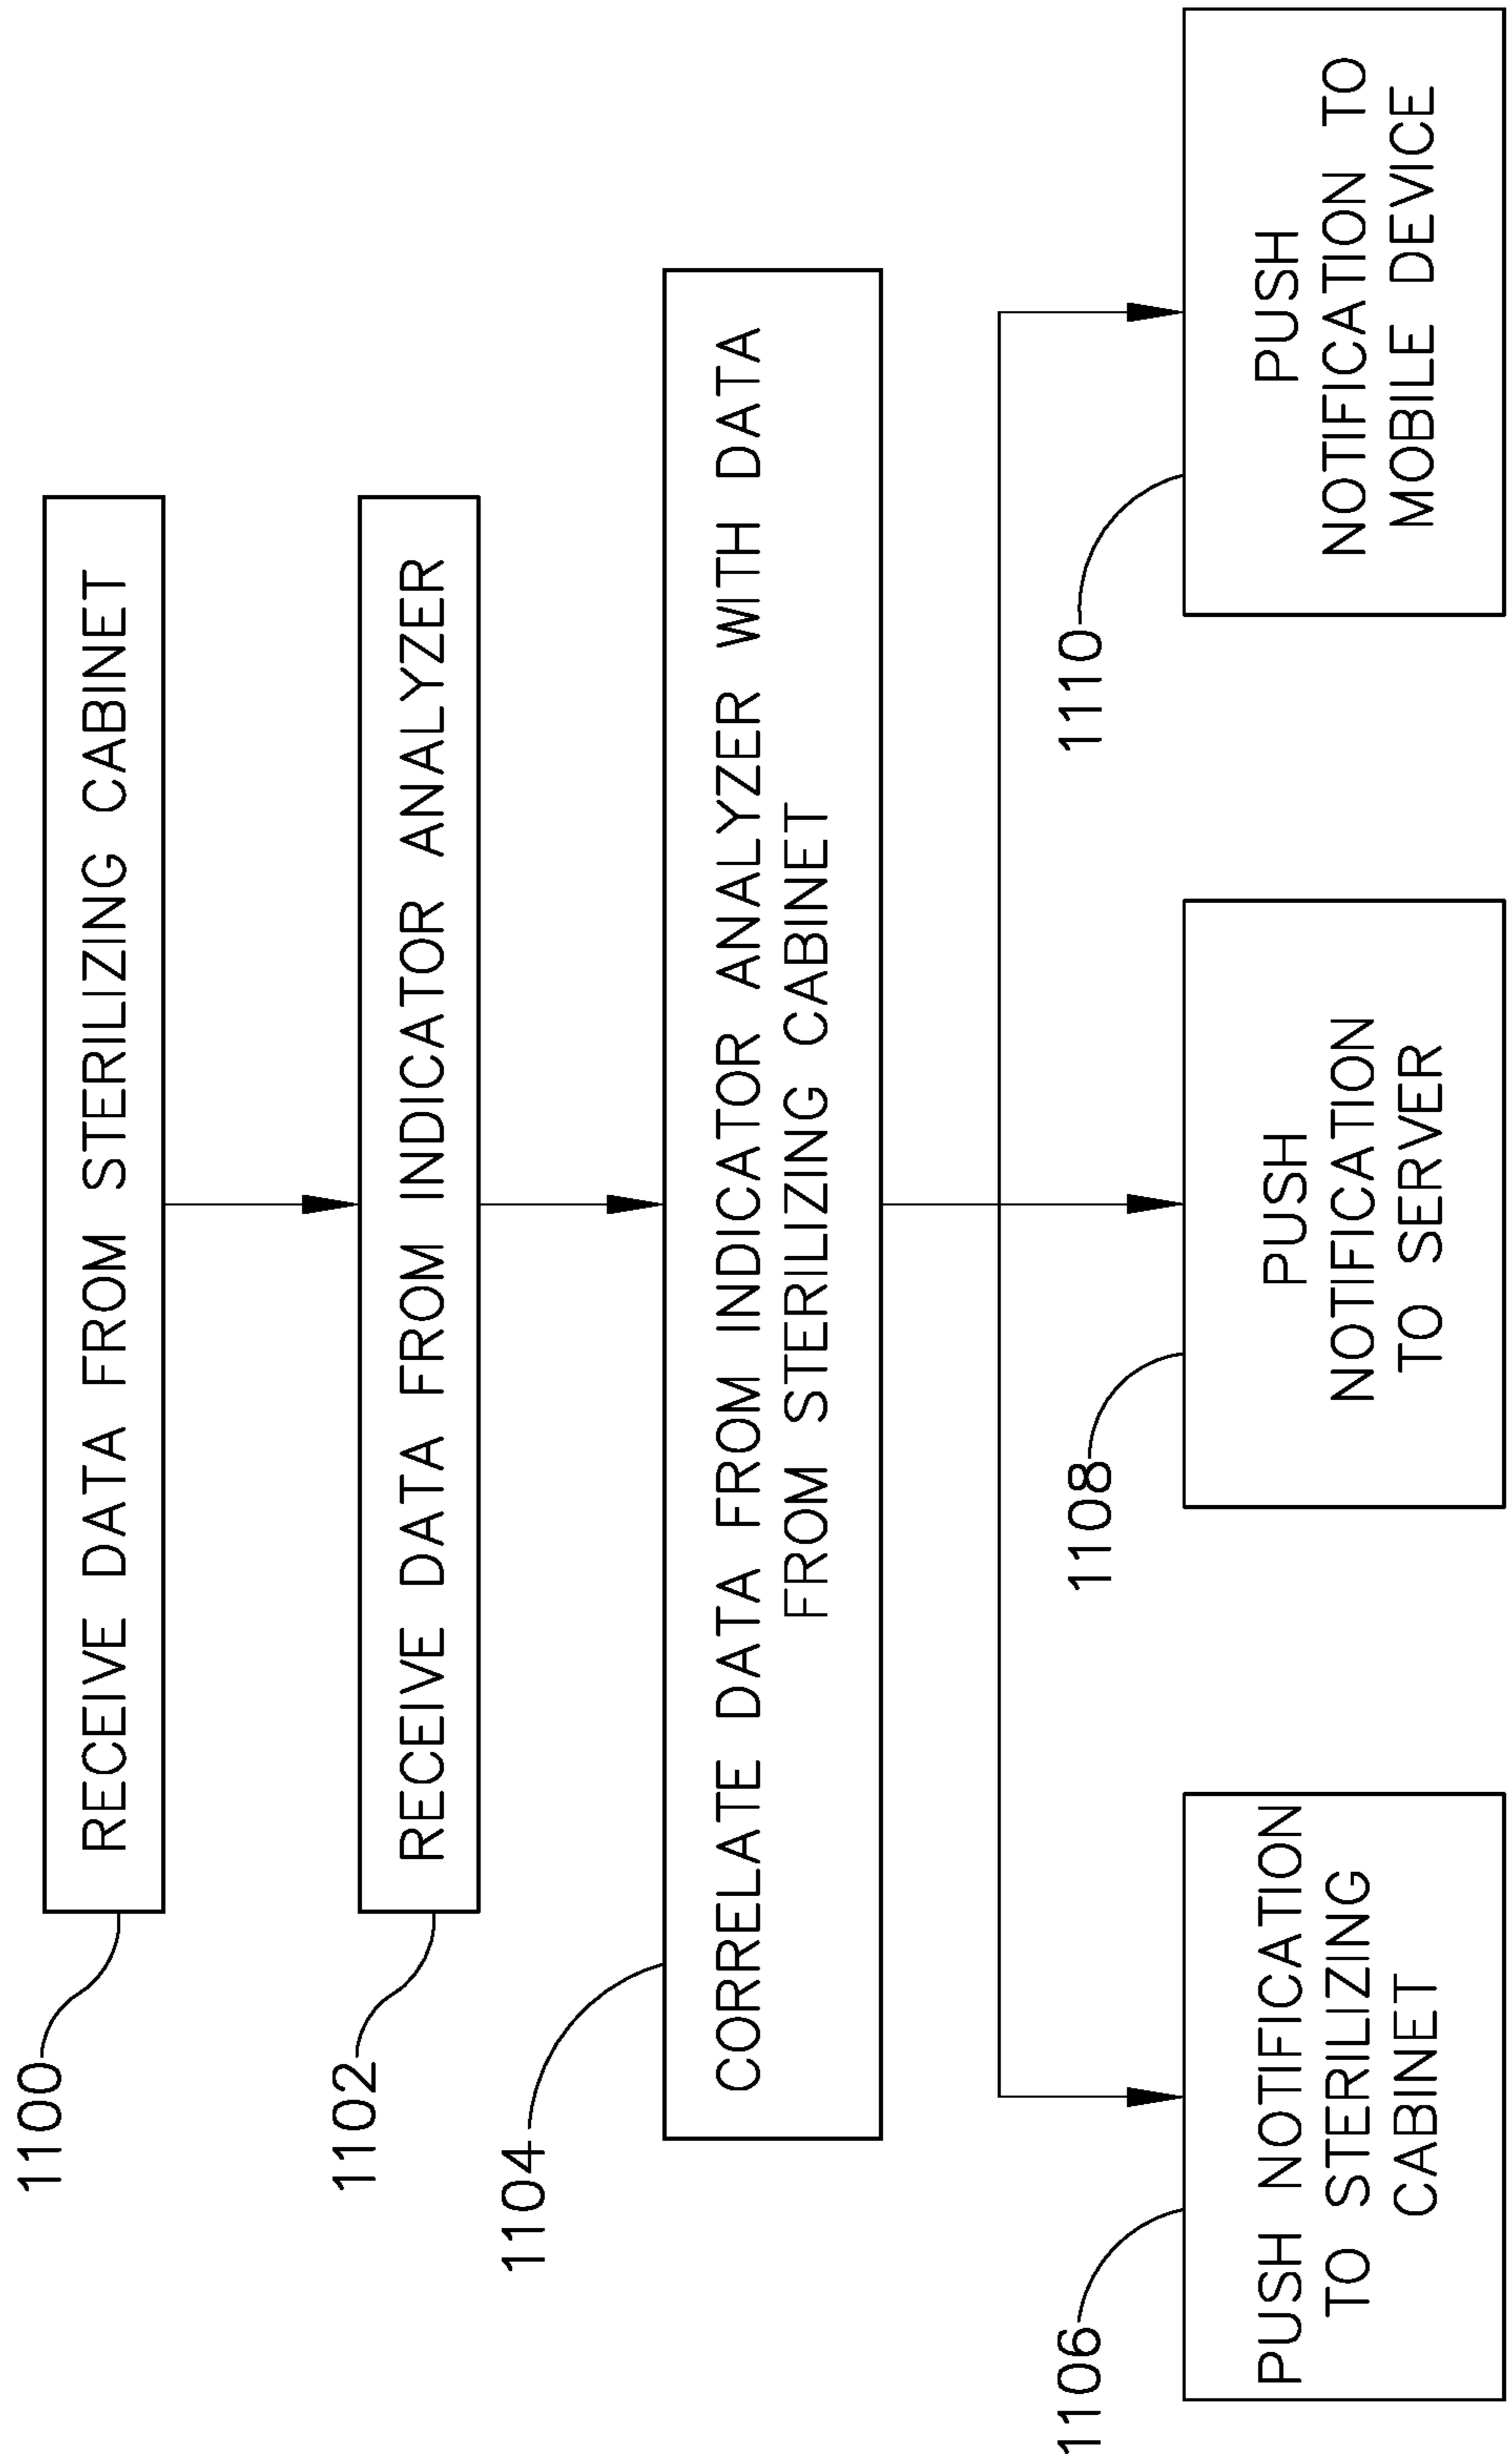 1100
RECEIVE DATA FROM STERILIZING CABINET
1102
RECEIVE DATA FROM INDICATOR ANALYZER
1104
CORRELATE DATA FROM INDICATOR ANALYZER WITH DATA
FROM STERILIZING CABINET
1106
PUSH NOTIFICATION
TO STERILIZING
CABINET
1108
PUSH
NOTIFICATION
TO SERVER
1110
PUSH
NOTIFICATION TO
MOBILE DEVICE